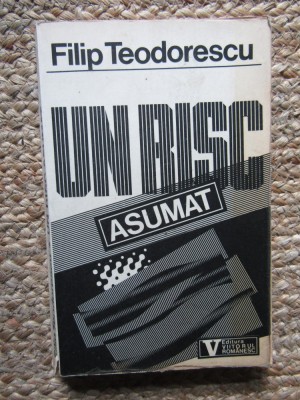 Filip Teodorescu
UN RISC
ASUMAT
V
Editura
VIITORUL
ROMÂNESC